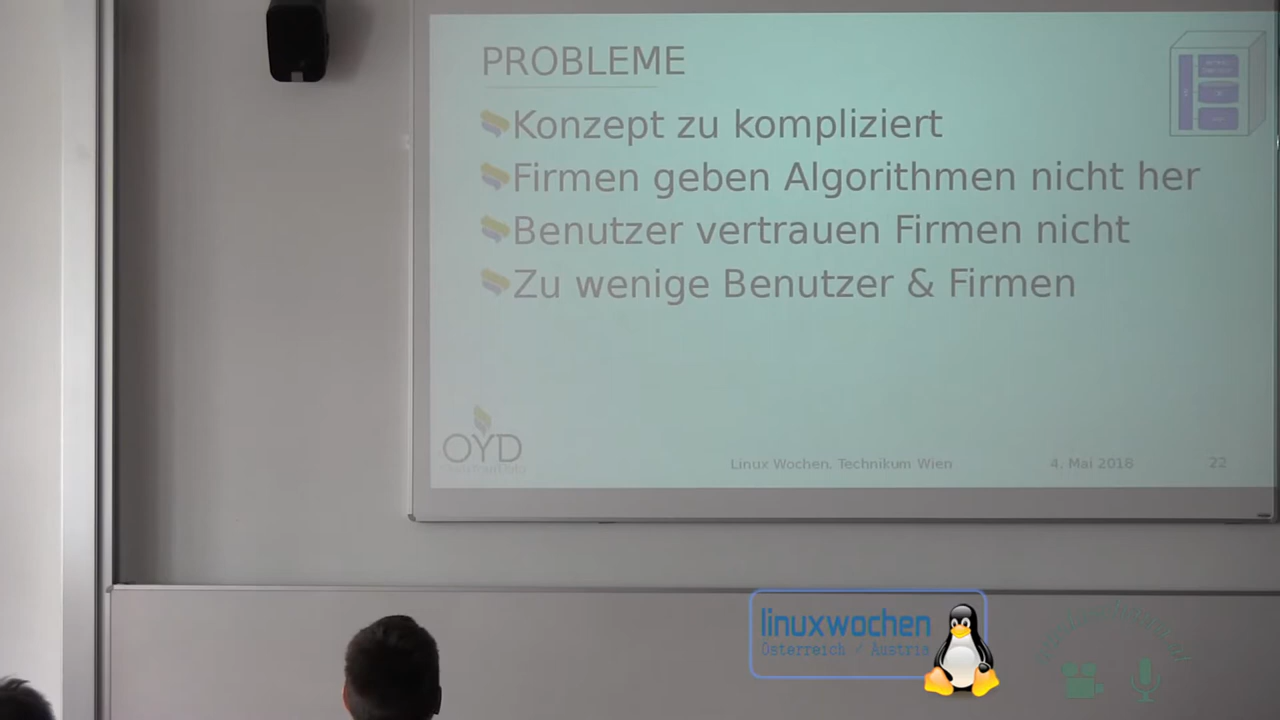 PROBLEME
Konzept zu kompliziert
Firmen geben Algorithmen nicht her
Benutzer vertrauen Firmen nicht
Zu wenige Benutzer & Firmen
OYD
Linux Wochen, Technikum Wien
4. Mai 2018
22
linuxwochen
Österreich / Austria